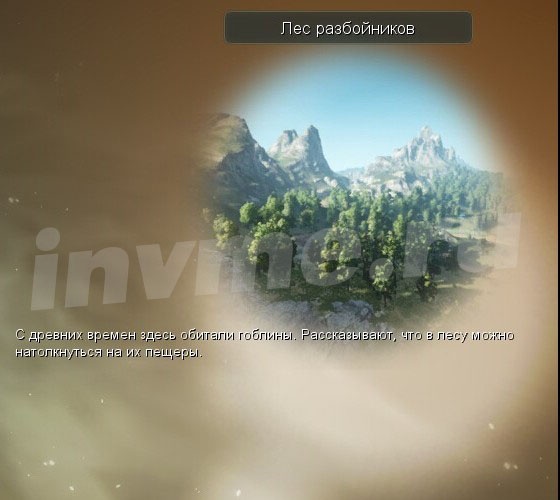 Лес разбойников
invme.ru
С древних времен здесь обитали гоблины. Рассказывают, что в лесу можно
натолкнуться на их пещеры.